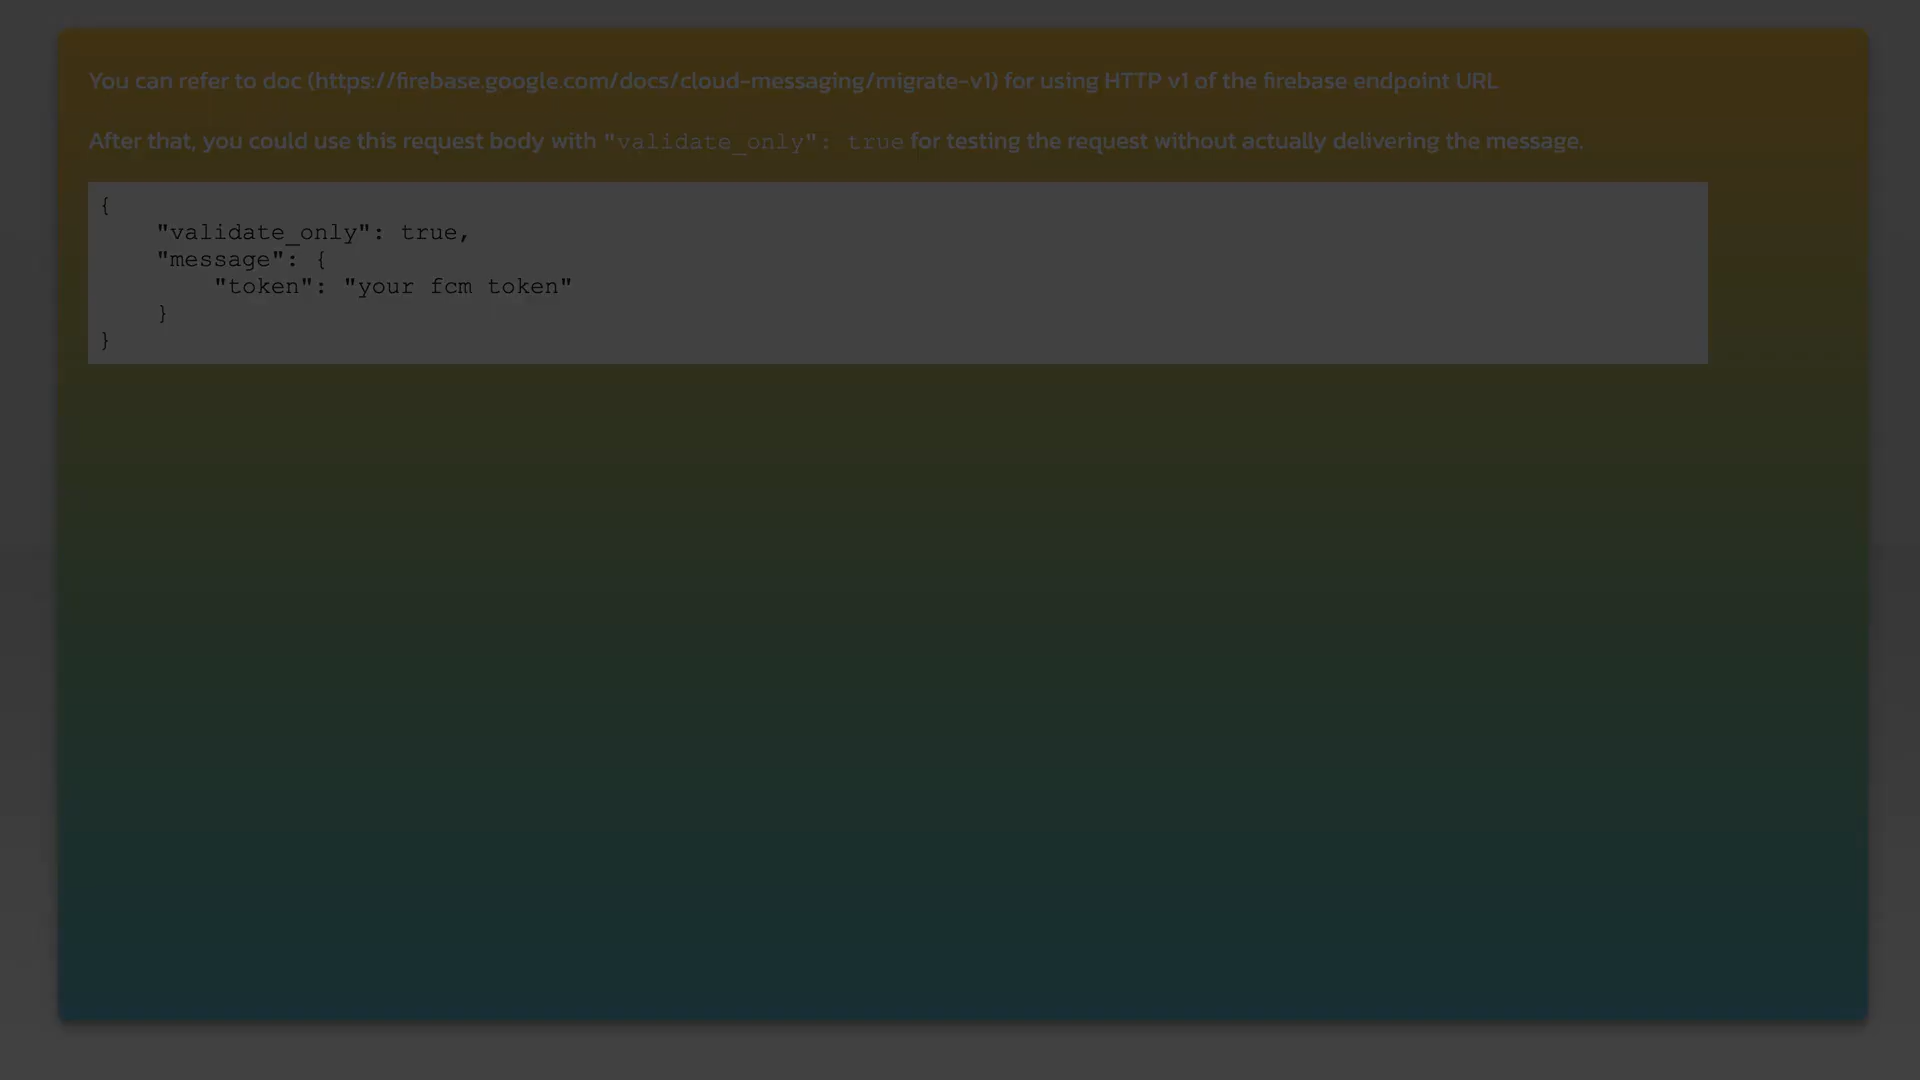 You can refer to doc (https://firebase.google.com/docs/cloud-messaging/migrate-v1) for using HTTP v1 of the firebase endpoint URL
After that, you could use this request body with "validate_only": true for testing the request without actually delivering the message.
{
    "validate_only": true,
    "message": {
        "token": "your fcm token"
    }
}